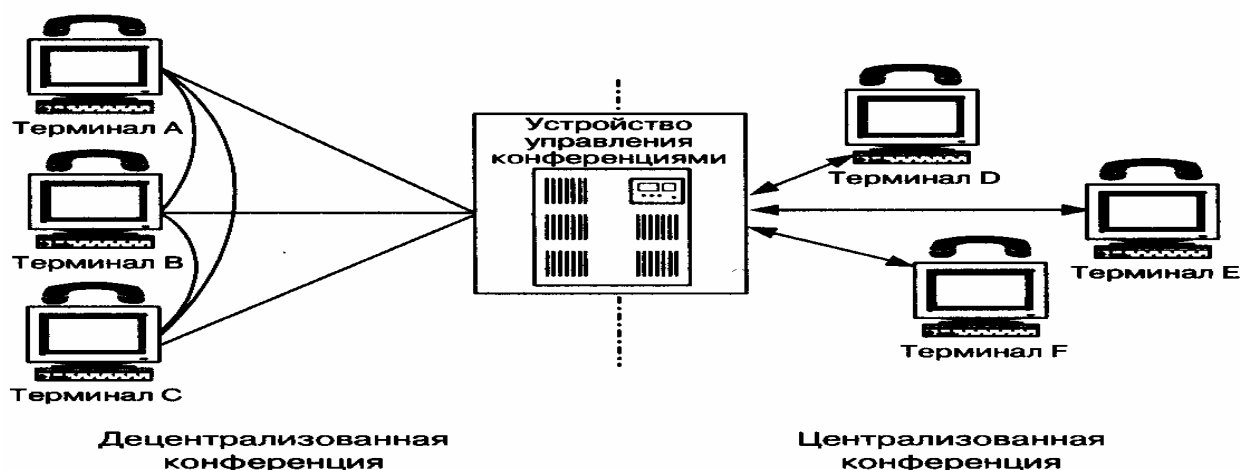 Терминал A
Терминал B
Терминал C
Устройство
управления
конференциями
Терминал D
Терминал E
Терминал F
Децентрализованная
конференция
Централизованная
конференция